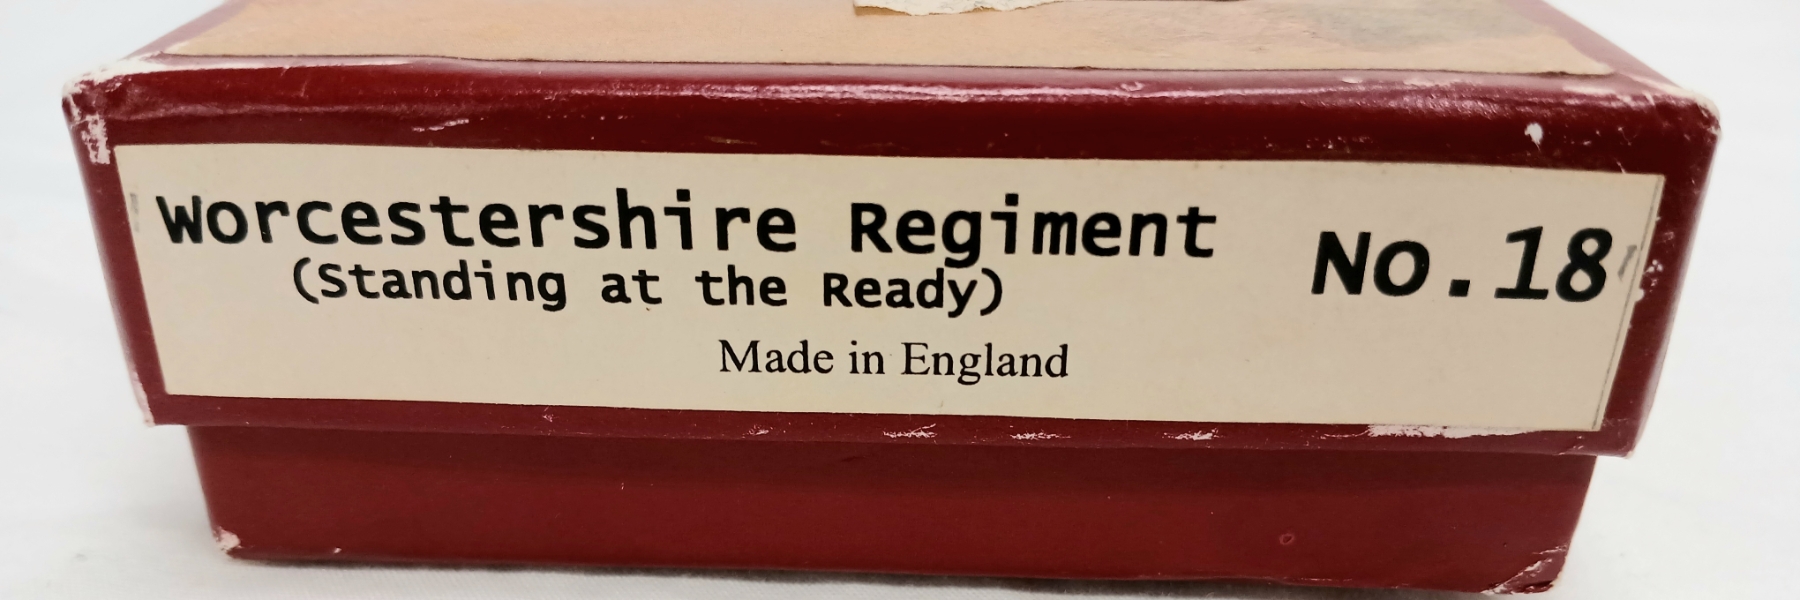 Worcestershire Regiment No.18
(Standing at the Ready)
Made in England